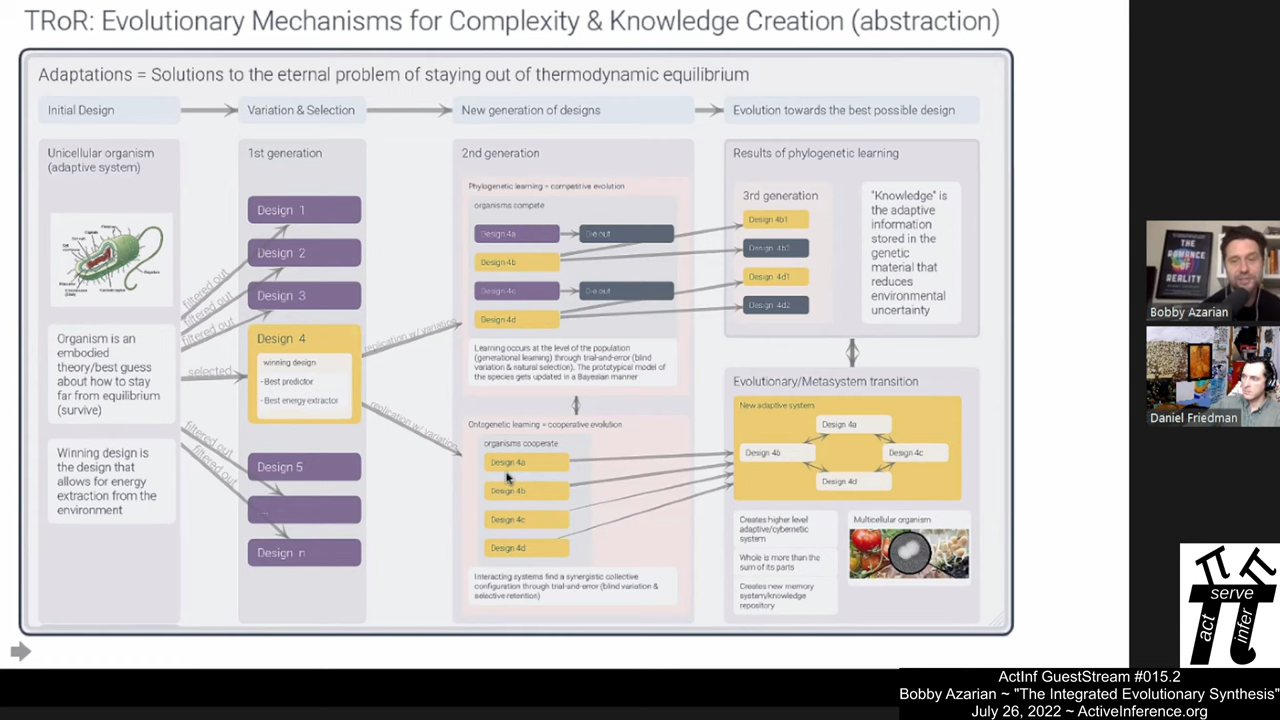 TRoR: Evolutionary Mechanisms for Complexity & Knowledge Creation (abstraction)
Adaptations = Solutions to the eternal problem of staying out of thermodynamic equilibrium
Initial Design
Variation & Selection
New generation of designs
Evolution towards the best possible design
Unicellular organism
(adaptive system)
Organism is an
embodied
theory/best guess
about how to stay
far from equilibrium
(survive)
Winning design is
the design that
allows for energy
extraction from the
environment
filtered out
filtered out
filtered out
selected
filtered out
filtered out
1st generation
Design 1
Design 2
Design 3
Design 4
winning design
- Best predictor
- Best energy extractor
Design 5
Design n
replication w/ variation
replication w/ variation
2nd generation
Phylogenetic learning = competitive evolution
organisms compete
Design 4a
Die out
Design 4b
Design 4c
Die out
Design 4d
Learning occurs at the level of the population
(generational learning) through trial-and-error (blind
variation & natural selection). The prototypical model of
the species gets updated in a Bayesian manner
Ontogenetic learning = cooperative evolution
organisms cooperate
Design 4a
Design 4b
Design 4c
Design 4d
Interacting systems find a synergistic collective
configuration through trial-and-error (blind variation &
selective retention)
Results of phylogenetic learning
3rd generation
Design 4b1
Design 4b2
Design 4d1
Design 4d2
"Knowledge" is
the adaptive
information
stored in the
genetic
material that
reduces
environmental
uncertainty
Evolutionary/Metasystem transition
New adaptive system
Design 4a
Design 4b
Design 4c
Design 4d
Creates higher level
adaptive/cybernetic
system
Whole is more than the
sum of its parts
Creates new memory
system/knowledge
repository
Multicellular organism
THE
ROMANCE
OF
REALITY
Bobby Azarian
Daniel Friedman
serve
act
infer
ActInf GuestStream #015.2
Bobby Azarian ~ "The Integrated Evolutionary Synthesis"
July 26, 2022 ~ ActiveInference.org